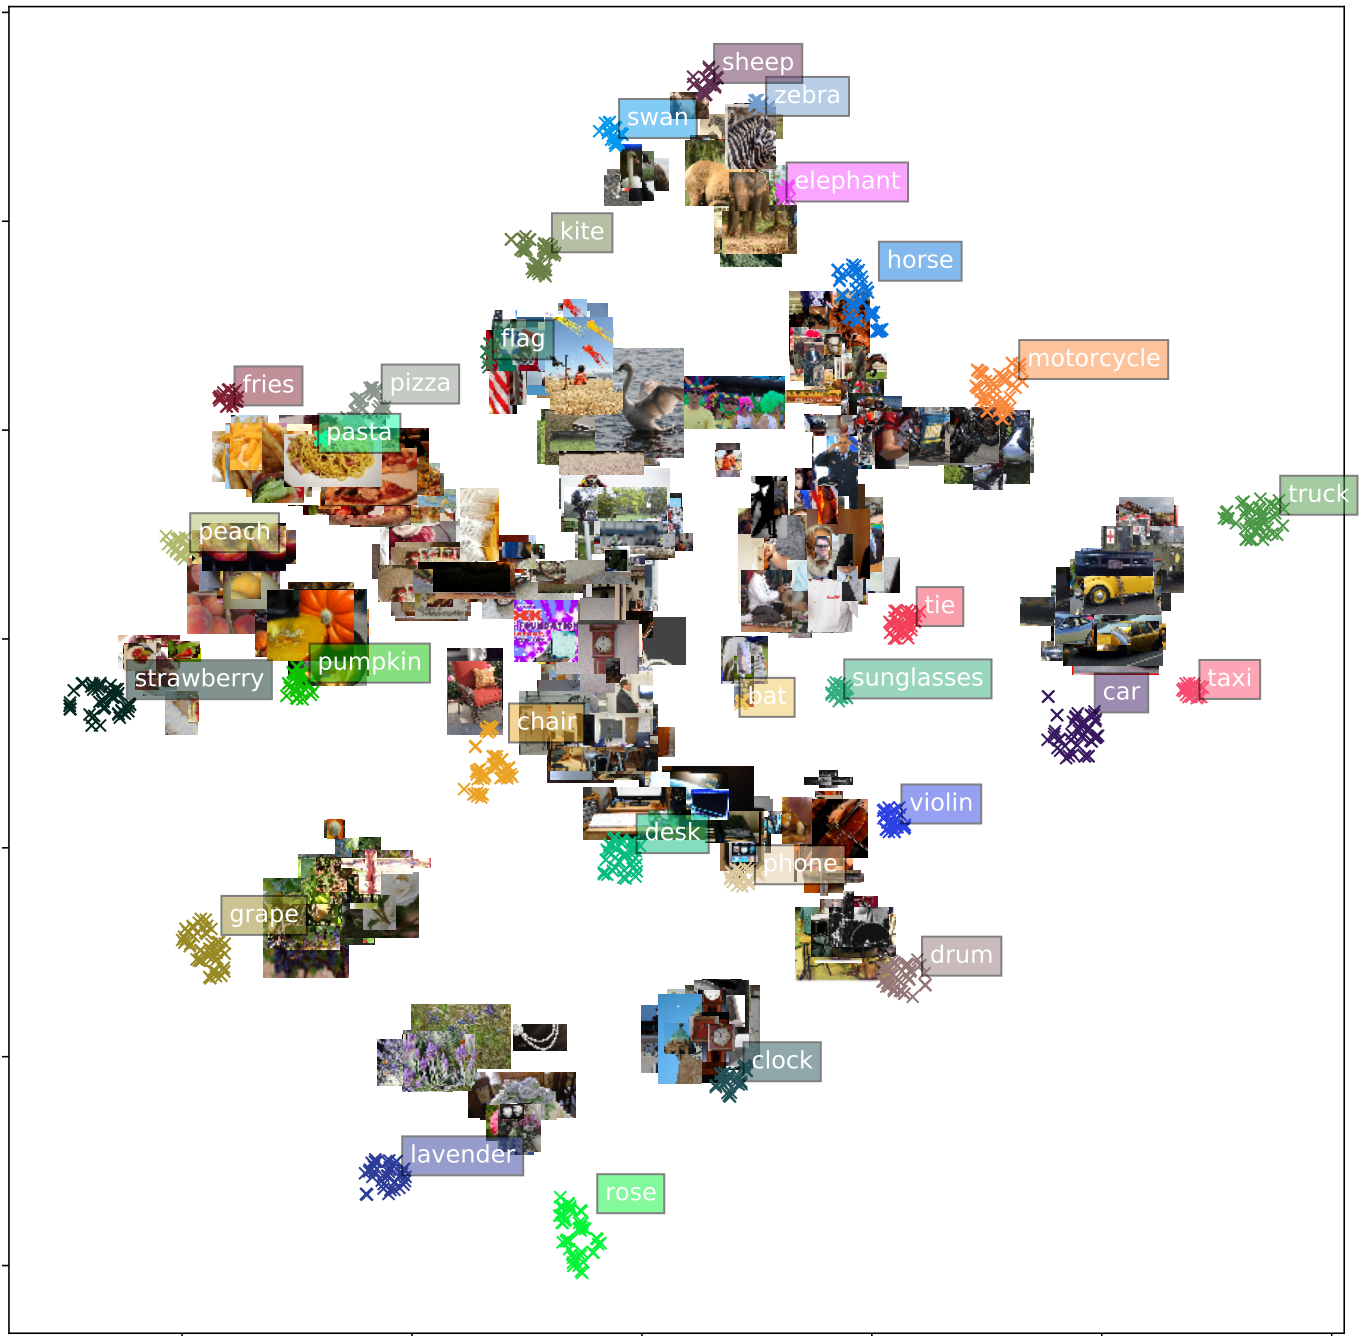 sheep
zebra
swan
elephant
kite
horse
flag
motorcycle
fries
pizza
pasta
truck
peach
tie
pumpkin
strawberry
sunglasses
taxi
car
bat
chair
violin
desk
phone
grape
drum
clock
lavender
rose